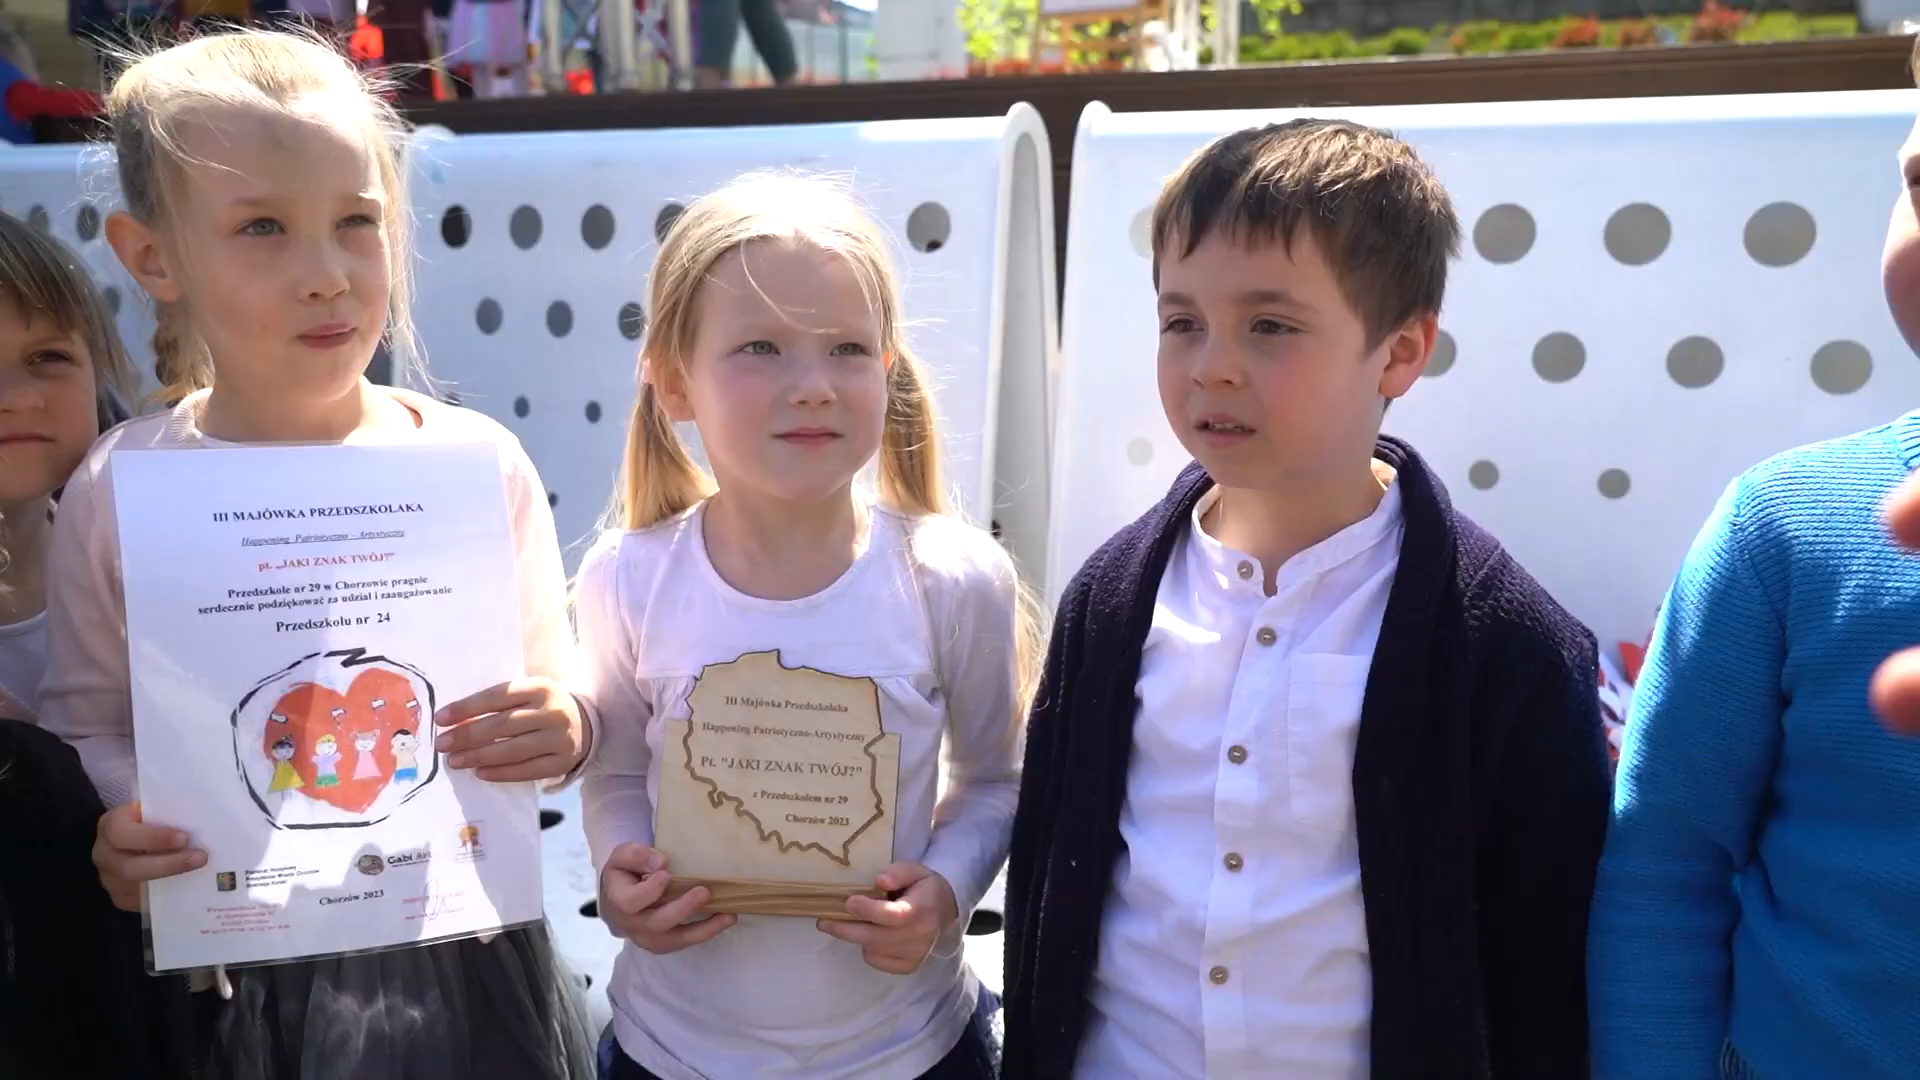 III MAJÓWKA PRZEDSZKOLAKA
Happening Patriotyczno – Artystyczny
pt. „JAKI ZNAK TWÓJ?"
Przedszkole nr 29 w Chorzowie pragnie
serdecznie podziękować za udział i zaangażowanie
Przedszkolu nr 24
Gabi Art
Chorzów 2023
III Majówka Przedszkolaka
Happening Patriotyczno-Artystyczny
Pt. "JAKI ZNAK TWÓJ?"
z Przedszkolem nr 29
Chorzów 2023